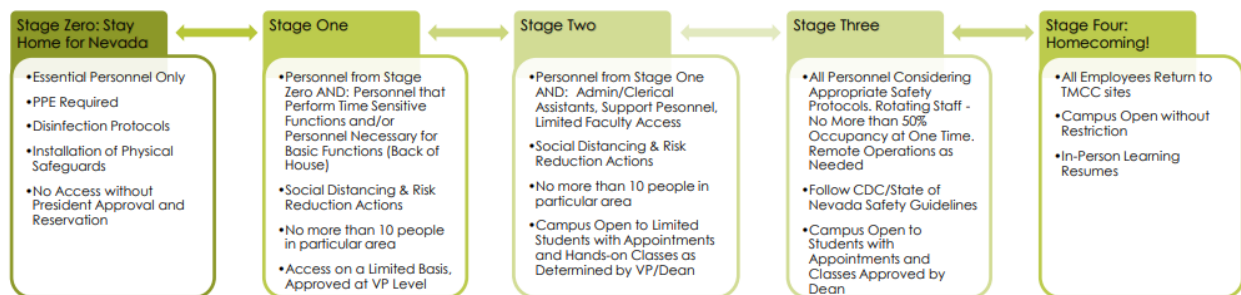 Stage Zero: Stay
Home for Nevada
•Essential Personnel Only
•PPE Required
•Disinfection Protocols
•Installation of Physical
Safeguards
•No Access without
President Approval and
Reservation
Stage One
•Personnel from Stage
Zero AND: Personnel that
Perform Time Sensitive
Functions and/or
Personnel Necessary for
Basic Functions (Back of
House)
•Social Distancing & Risk
Reduction Actions
•No more than 10 people
in particular area
•Access on a Limited Basis,
Approved at VP Level
Stage Two
•Personnel from Stage One
AND: Admin/Clerical
Assistants, Support Pesonnel,
Limited Faculty Access
•Social Distancing & Risk
Reduction Actions
•No more than 10 people in
particular area
•Campus Open to Limited
Students with Appointments
and Hands-on Classes as
Determined by VP/Dean
Stage Three
•All Personnel Considering
Appropriate Safety
Protocols. Rotating Staff -
No More than 50%
Occupancy at One Time.
Remote Operations as
Needed
•Follow CDC/State of
Nevada Safety Guidelines
•Campus Open to
Students with
Appointments and
Classes Approved by
Dean
Stage Four:
Homecoming!
•All Employees Return to
TMCC sites
•Campus Open without
Restriction
•In-Person Learning
Resumes